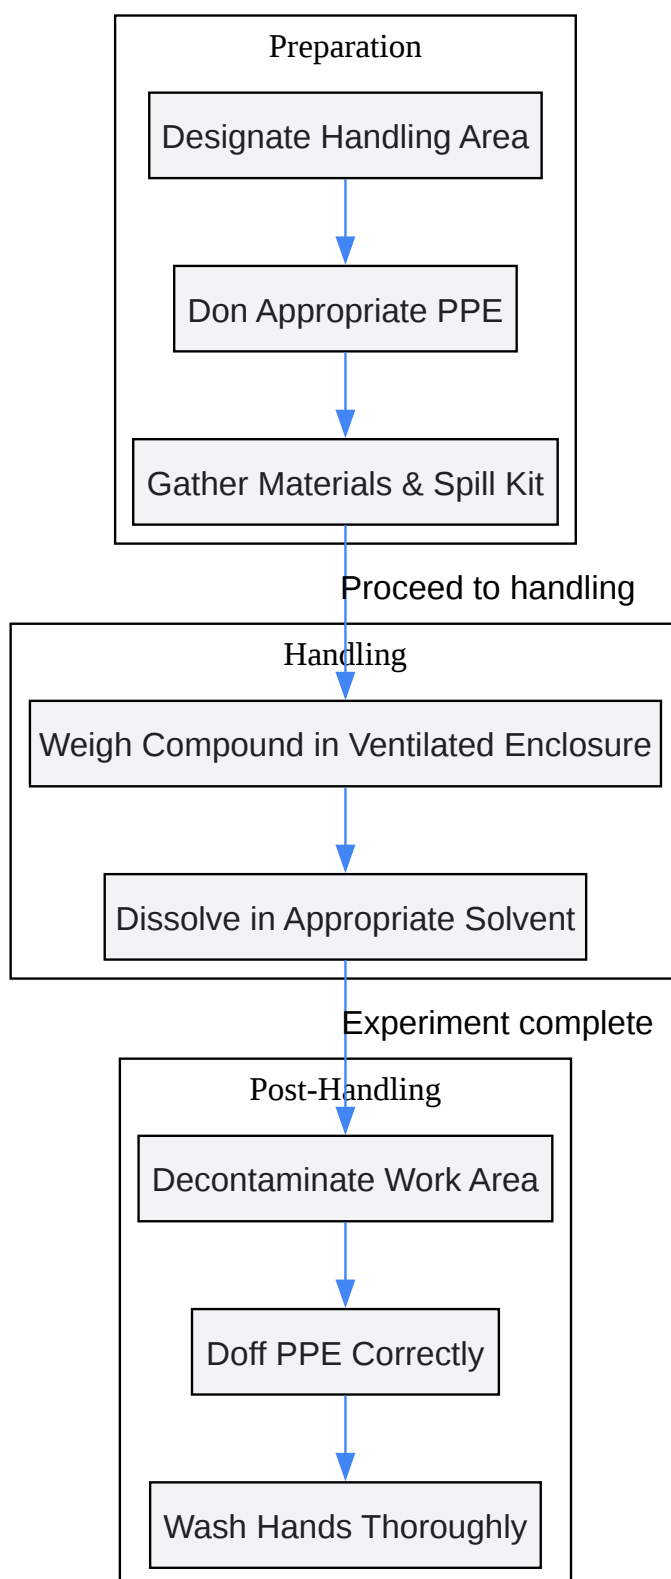 Preparation
Designate Handling Area
Don Appropriate PPE
Gather Materials & Spill Kit
Proceed to handling
Handling
Weigh Compound in Ventilated Enclosure
Dissolve in Appropriate Solvent
Experiment complete
Post-Handling
Decontaminate Work Area
Doff PPE Correctly
Wash Hands Thoroughly